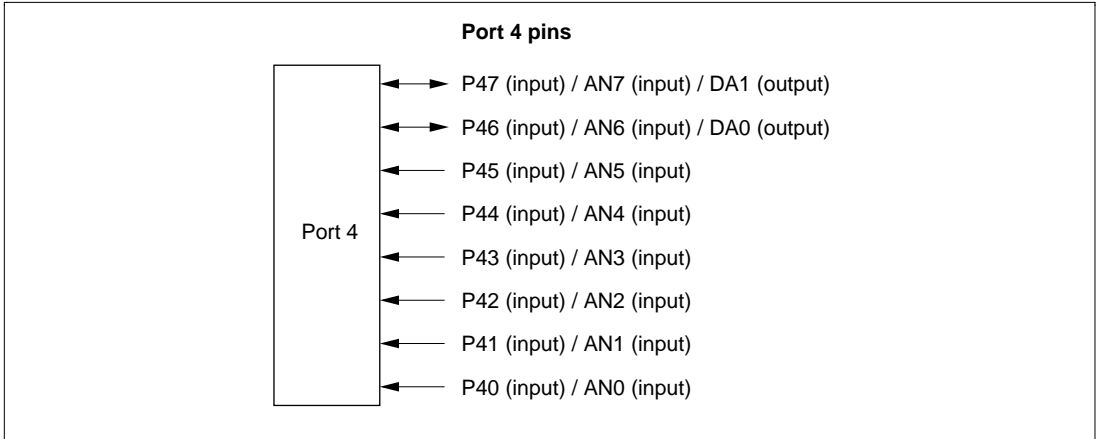 Port 4 pins
P47 (input) / AN7 (input) / DA1 (output)
P46 (input) / AN6 (input) / DA0 (output)
P45 (input) / AN5 (input)
P44 (input) / AN4 (input)
Port 4
P43 (input) / AN3 (input)
P42 (input) / AN2 (input)
P41 (input) / AN1 (input)
P40 (input) / AN0 (input)